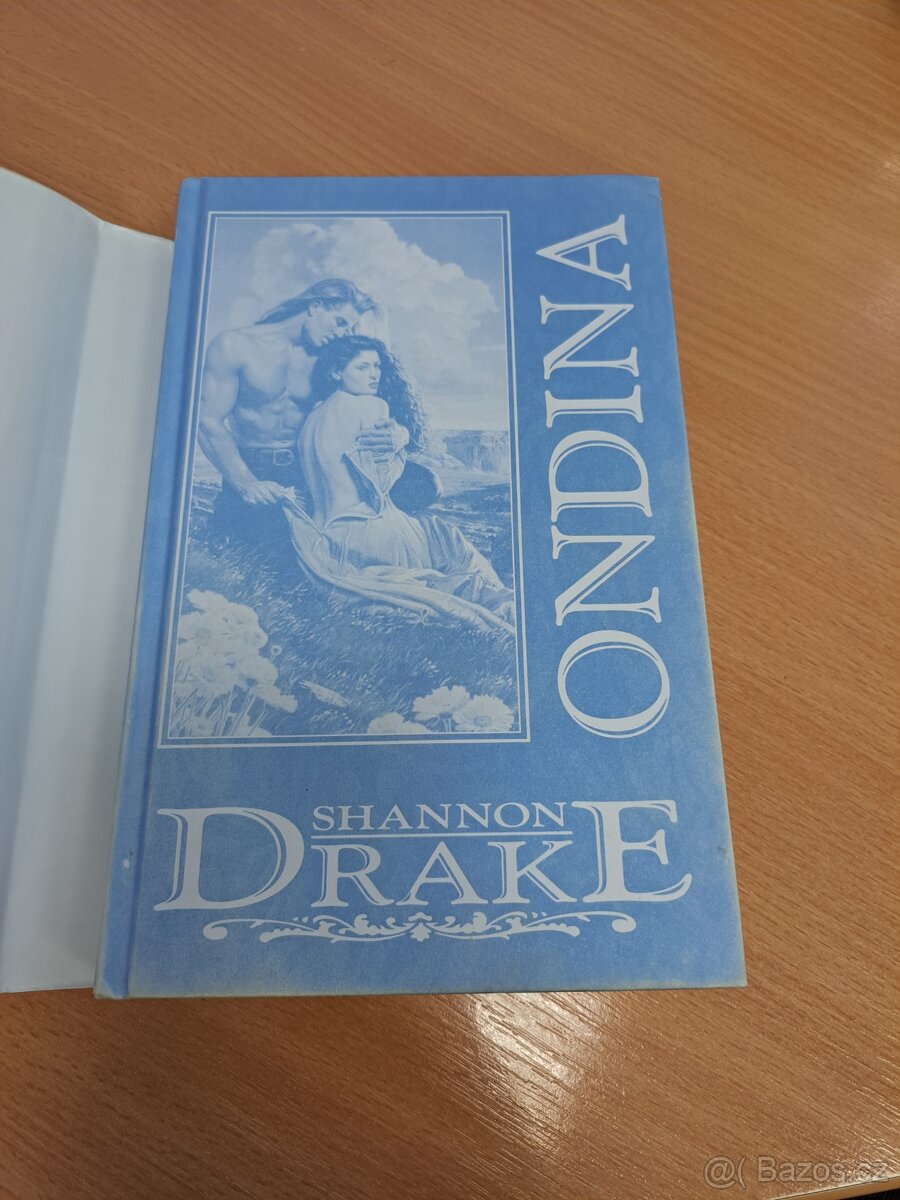 ONDINA
SHANNON
DRAKE
@( Bazos.cz